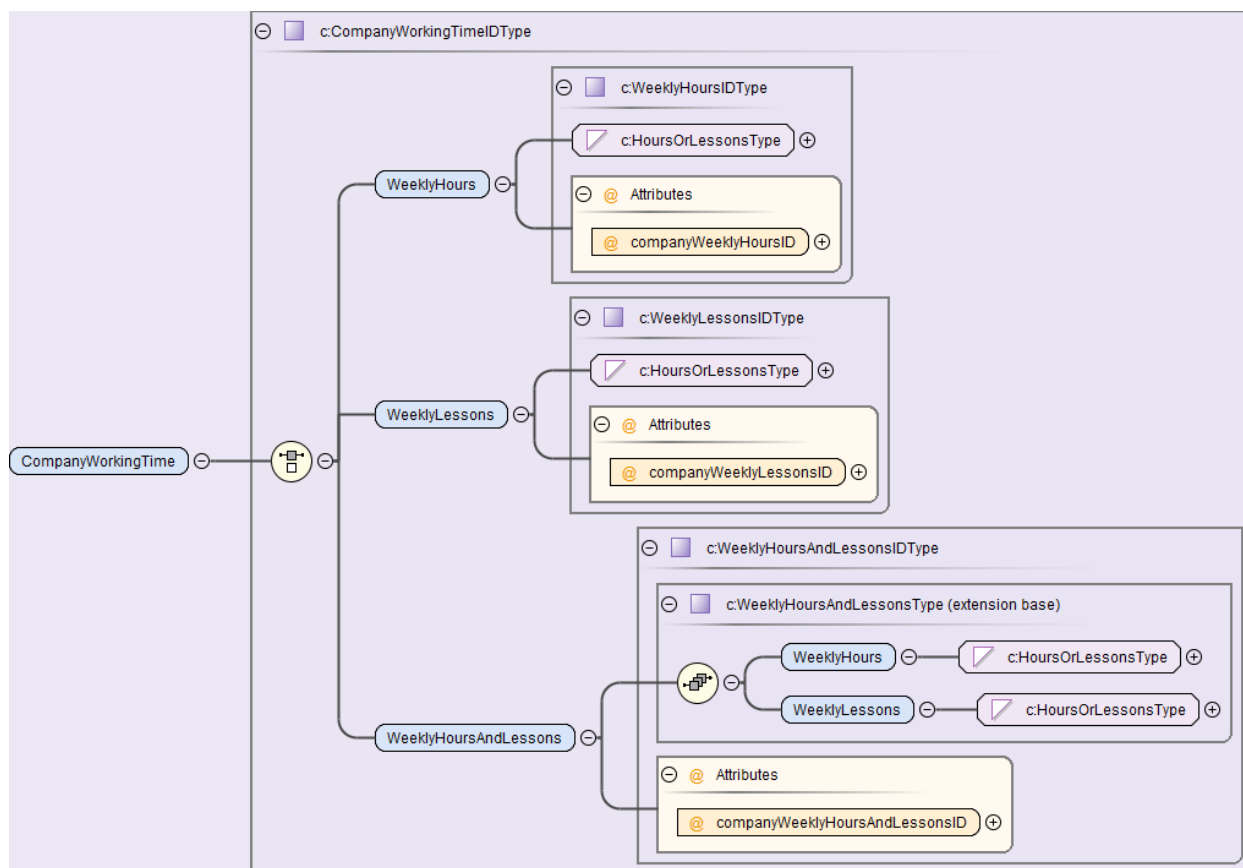 c:CompanyWorkingTimeIDType
c:WeeklyHoursIDType
c:HoursOrLessonsType
WeeklyHours
@ Attributes
@ companyWeeklyHoursID
c:WeeklyLessonsIDType
c:HoursOrLessonsType
WeeklyLessons
@ Attributes
@ companyWeeklyLessonsID
CompanyWorkingTime
c:WeeklyHoursAndLessonsIDType
c:WeeklyHoursAndLessonsType (extension base)
WeeklyHours
c:HoursOrLessonsType
WeeklyLessons
c:HoursOrLessonsType
WeeklyHoursAndLessons
@ Attributes
@ companyWeeklyHoursAndLessonsID